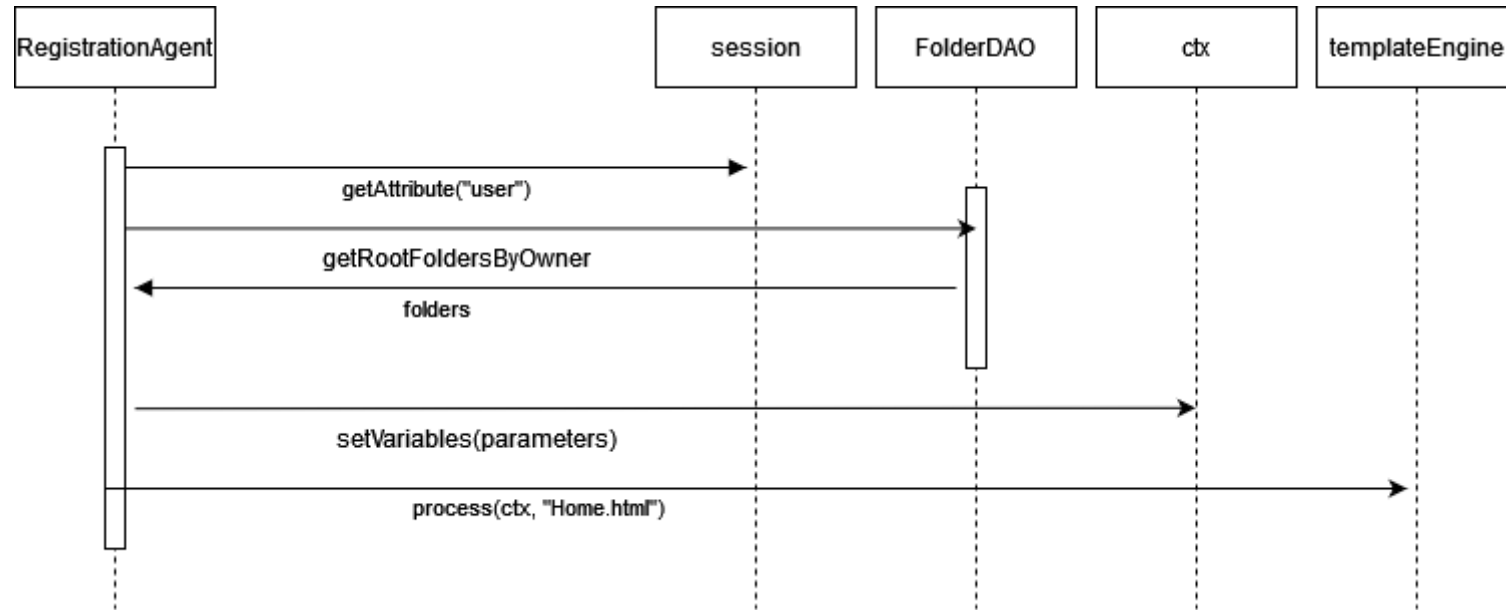 RegistrationAgent
session
FolderDAO
ctx
templateEngine
getAttribute("user")
getRootFoldersByOwner
folders
setVariables(parameters)
process(ctx, "Home.html")